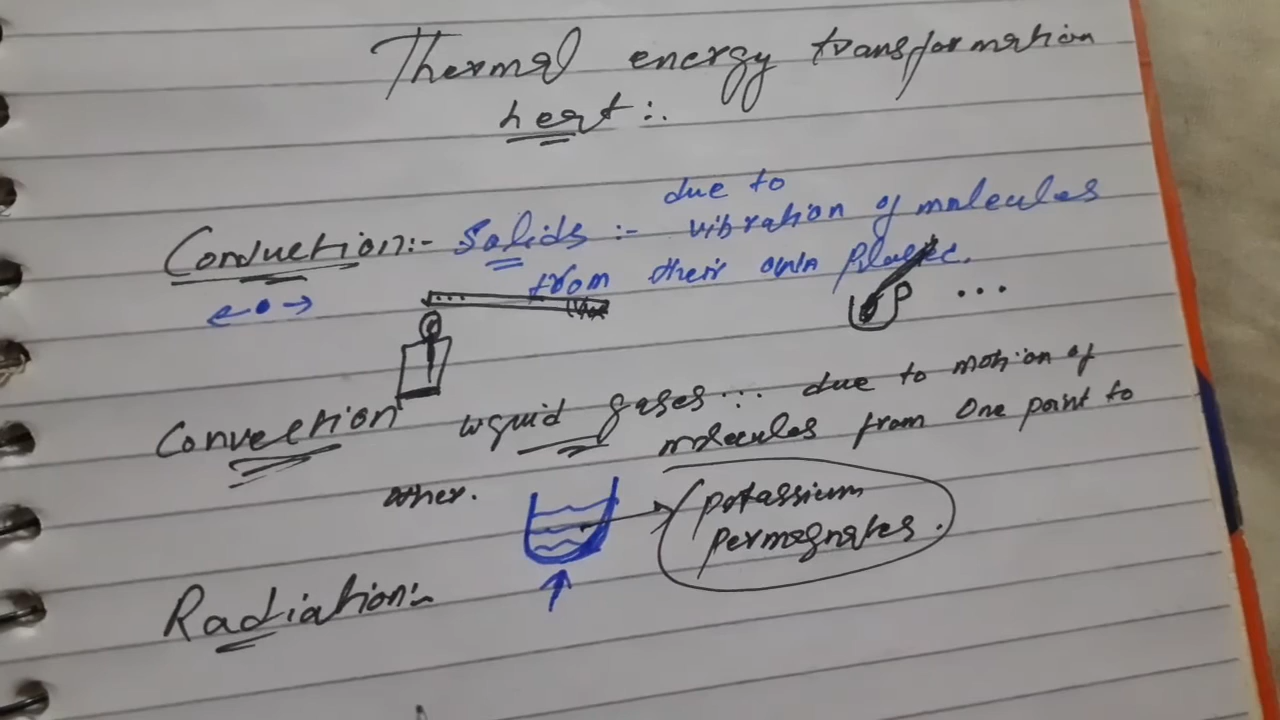 Thermal energy transformation
heat:.
due to
Conduction:- Solids :- vibration of molecules
from their own places.
Convection liquid gases... due to motion of
molecules from one point to
other.
potassium
permagnates.
Radiation:-